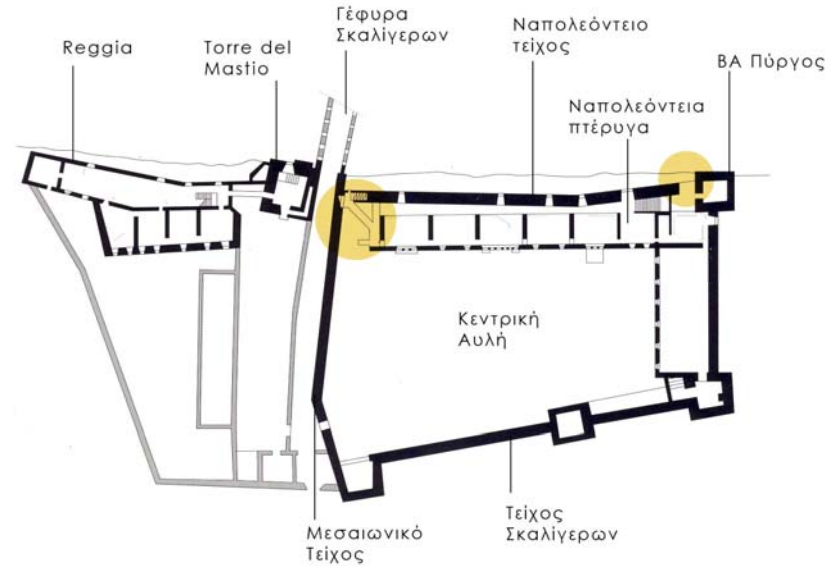 Reggia
Torre del
Mastio
Γέφυρα
Σκαλίγερων
Ναπολεόντειο
τείχος
ΒΑ Πύργος
Ναπολεόντεια
πτέρυγα
Κεντρική
Αυλή
Μεσαιωνικό
Τείχος
Τείχος
Σκαλίγερων